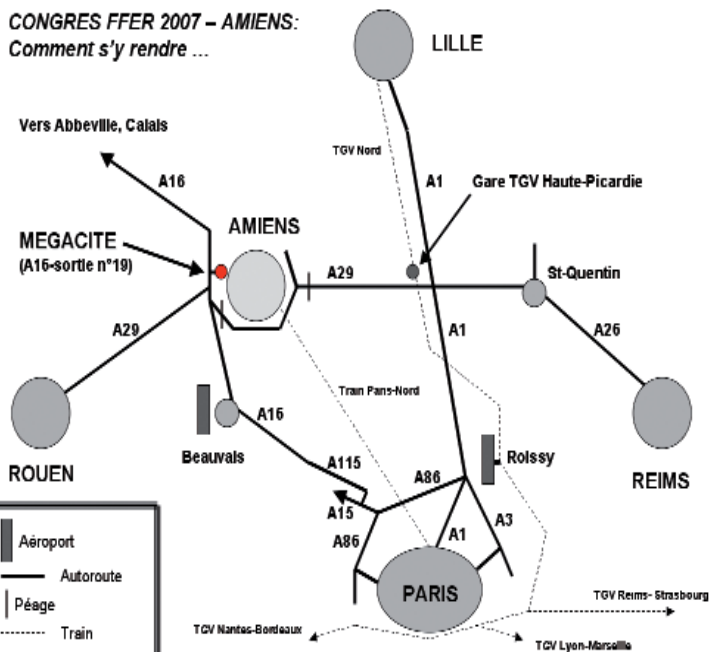 CONGRES FFER 2007 – AMIENS:
Comment s'y rendre ...
LILLE
Vers Abbeville, Calais
TGV Nord
A16
A1
Gare TGV Haute-Picardie
AMIENS
MEGACITE
(A16-sortie n°19)
A29
St-Quentin
A29
A1
A26
Train Paris-Nord
A16
Beauvais
A115
Roissy
ROUEN
A86
REIMS
A15
A3
A86
A1
Aéroport
Autoroute
PARIS
Péage
TGV Reims- Strasbourg
Train
TGV Nantes-Bordeaux
TGV Lyon-Marseille